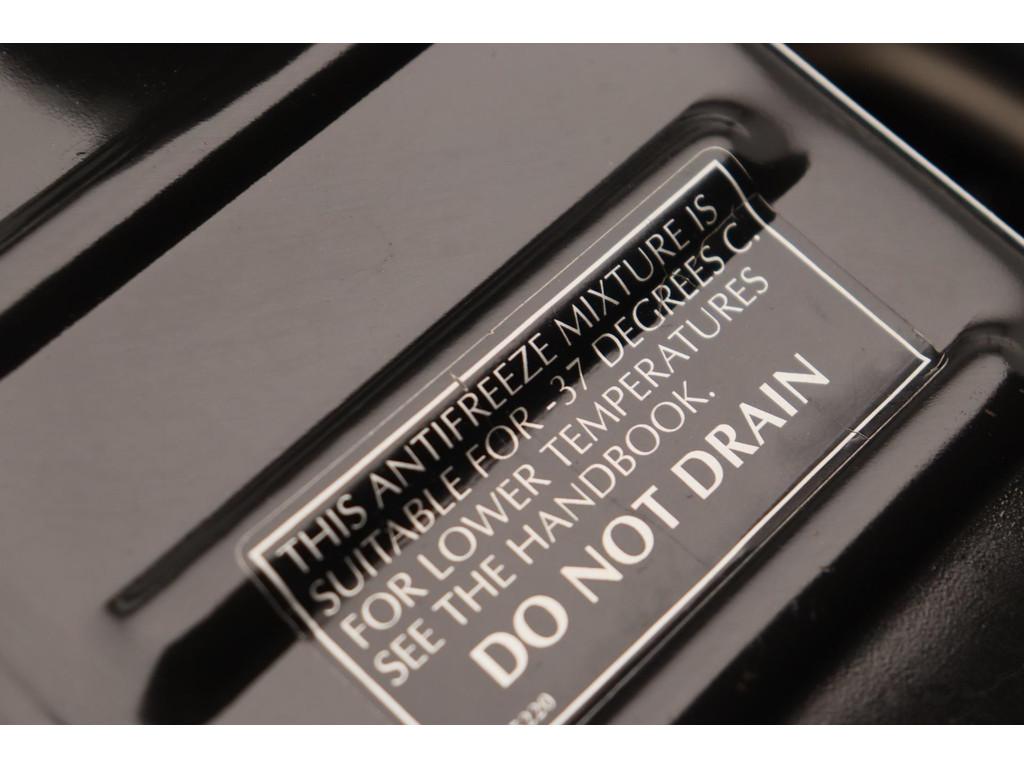 THIS ANTIFREEZE MIXTURE IS
SUITABLE FOR -37 DEGREES C.
FOR LOWER TEMPERATURES
SEE THE HANDBOOK.
DO NOT DRAIN